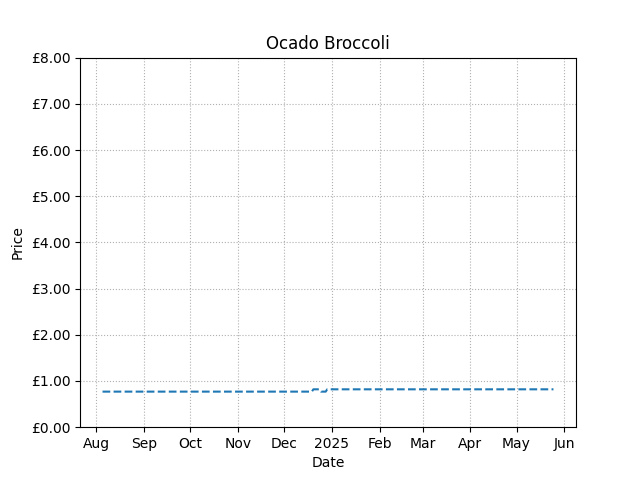 Ocado Broccoli
£8.00
£7.00
£6.00
£5.00
£4.00
£3.00
£2.00
£1.00
£0.00
Price
Aug Sep Oct Nov Dec 2025 Feb Mar Apr May Jun
Date